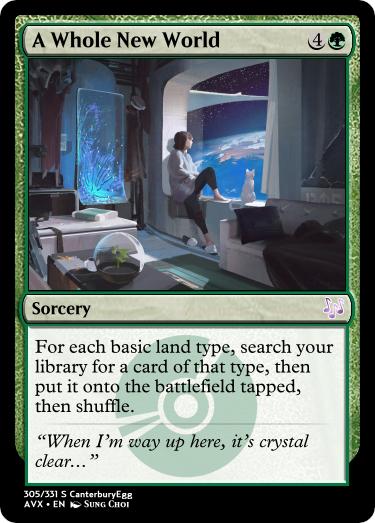 A Whole New World 4
Sorcery
For each basic land type, search your
library for a card of that type, then
put it onto the battlefield tapped,
then shuffle.
“When I’m way up here, it’s crystal
clear…”
305/331 S CanterburyEgg
AVX • EN Sung Choi